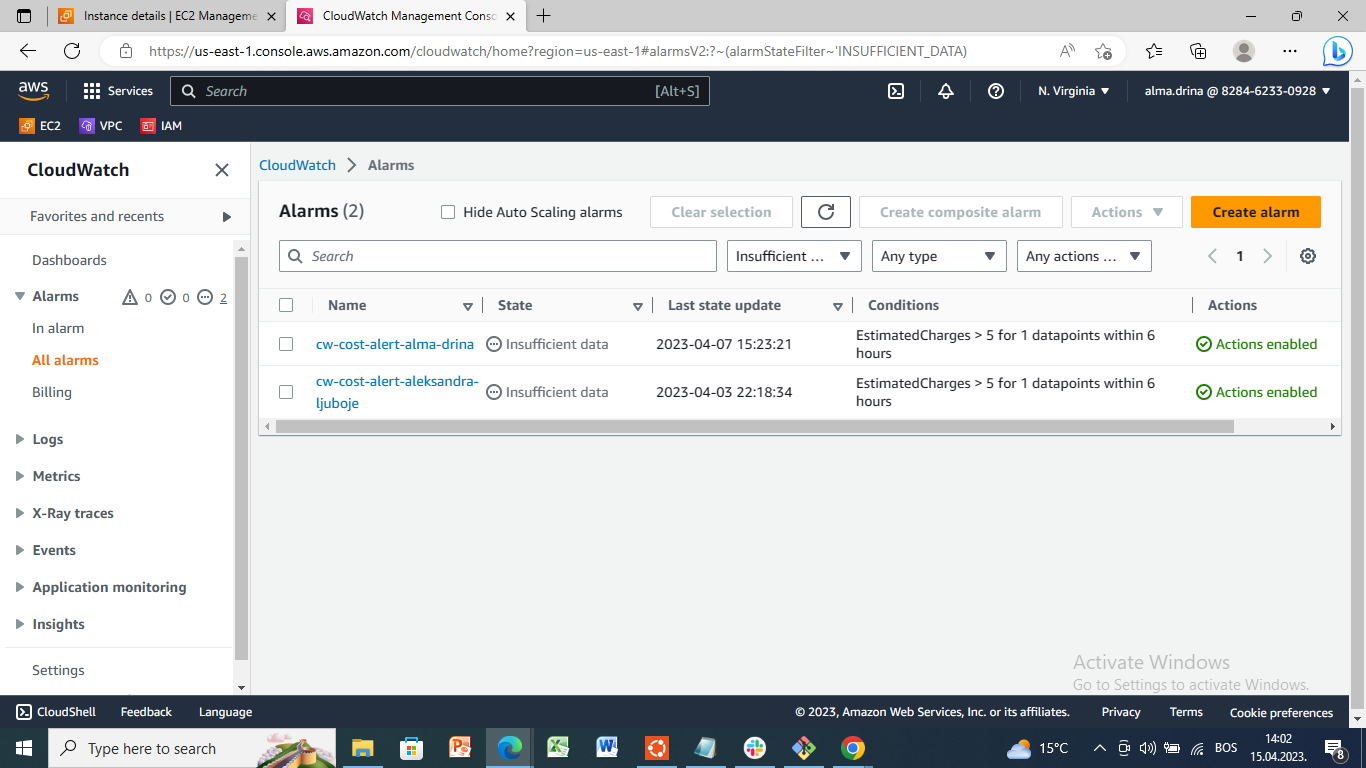 Instance details | EC2 Manageme
CloudWatch Management Conso
https://us-east-1.console.aws.amazon.com/cloudwatch/home?region=us-east-1#alarmsV2:?~(alarmStateFilter~'INSUFFICIENT_DATA)
aws
Services
Search
[Alt+S]
N. Virginia
alma.drina @ 8284-6233-0928
EC2
VPC
IAM
CloudWatch
Favorites and recents
Dashboards
Alarms
0
0
2
In alarm
All alarms
Billing
Logs
Metrics
X-Ray traces
Events
Application monitoring
Insights
Settings
CloudWatch
Alarms
Alarms (2)
Hide Auto Scaling alarms
Clear selection
Create composite alarm
Actions
Create alarm
Search
Insufficient ...
Any type
Any actions ...
1
Name
State
Last state update
Conditions
Actions
cw-cost-alert-alma-drina
Insufficient data
2023-04-07 15:23:21
EstimatedCharges > 5 for 1 datapoints within 6
hours
Actions enabled
cw-cost-alert-aleksandra-
ljuboje
Insufficient data
2023-04-03 22:18:34
EstimatedCharges > 5 for 1 datapoints within 6
hours
Actions enabled
Activate Windows
Go to Settings to activate Windows.
CloudShell
Feedback
Language
© 2023, Amazon Web Services, Inc. or its affiliates.
Privacy
Terms
Cookie preferences
Type here to search
15°C
BOS
14:02
15.04.2023.
8